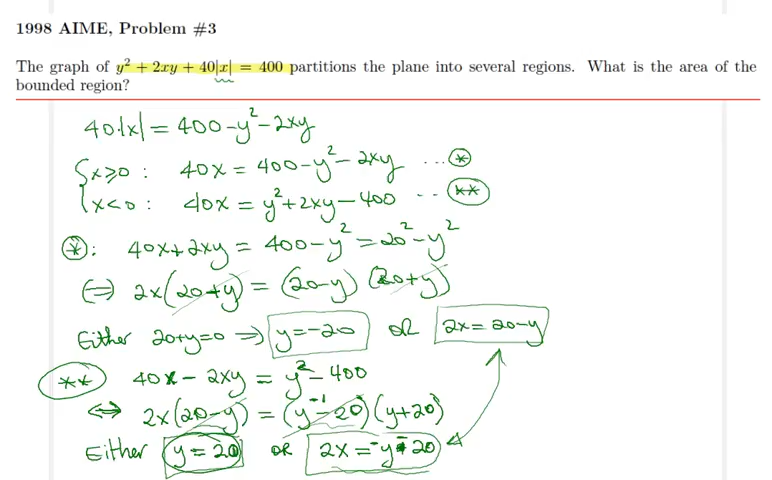 1998 AIME, Problem #3
The graph of y² + 2xy + 40|x| = 400 partitions the plane into several regions. What is the area of the
bounded region?
40·|x| = 400 - y² - 2xy
{ x ≥ 0 : 40x = 400 - y² - 2xy ... (*)
{ x < 0 : 40x = y² + 2xy - 400 .. (**)
(*) : 40x + 2xy = 400 - y² = 20² - y²
(⇒) 2x(20+y) = (20-y)(20+y)
Either 20+y=0 ⇒ y=-20 OR 2x = 20-y
(**) 40x - 2xy = y² - 400
⇔ 2x(20-y) = (y-20)(y+20)
-1
Either y = 20 OR 2x = -y-20